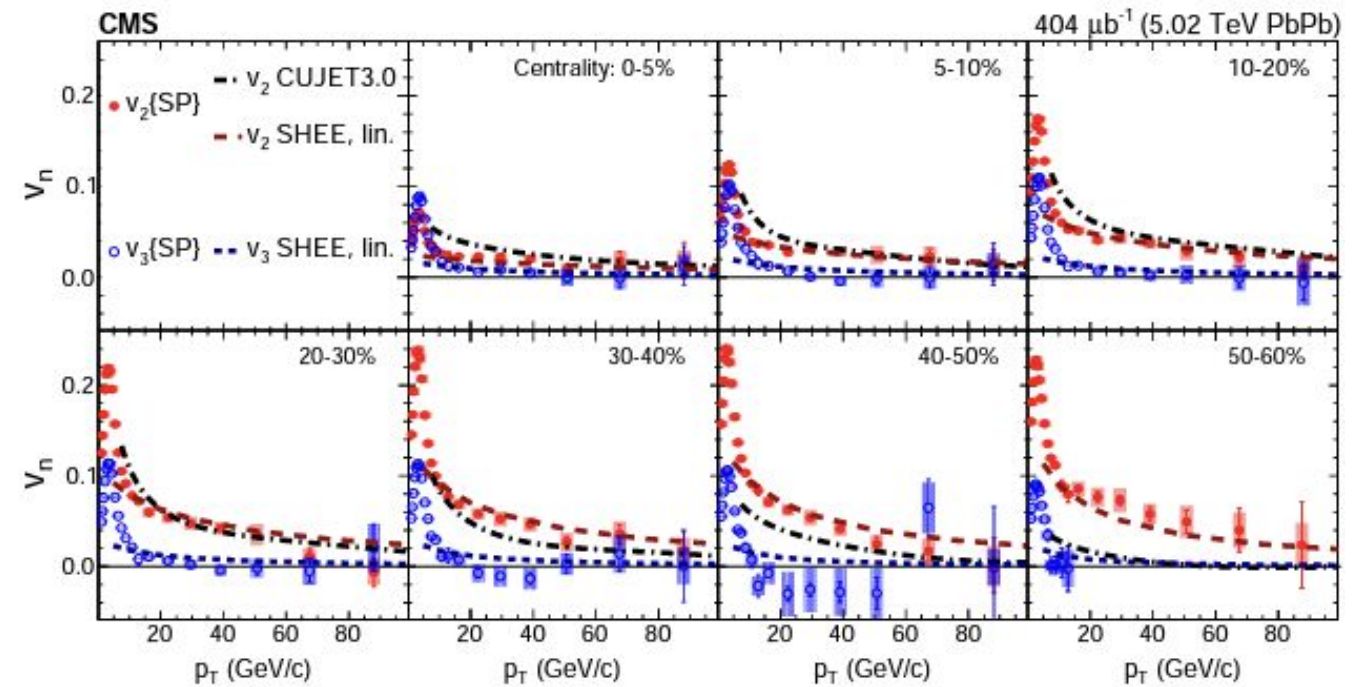 CMS
404 μb⁻¹ (5.02 TeV PbPb)
v₂{SP}
v₂ CUJET3.0
v₂ SHEE, lin.
v₃{SP}
v₃ SHEE, lin.
Centrality: 0-5%
5-10%
10-20%
vₙ
0.2
0.1
0.0
20-30%
30-40%
40-50%
50-60%
vₙ
0.2
0.1
0.0
20 40 60 80
20 40 60 80
20 40 60 80
20 40 60 80
p_T (GeV/c)
p_T (GeV/c)
p_T (GeV/c)
p_T (GeV/c)